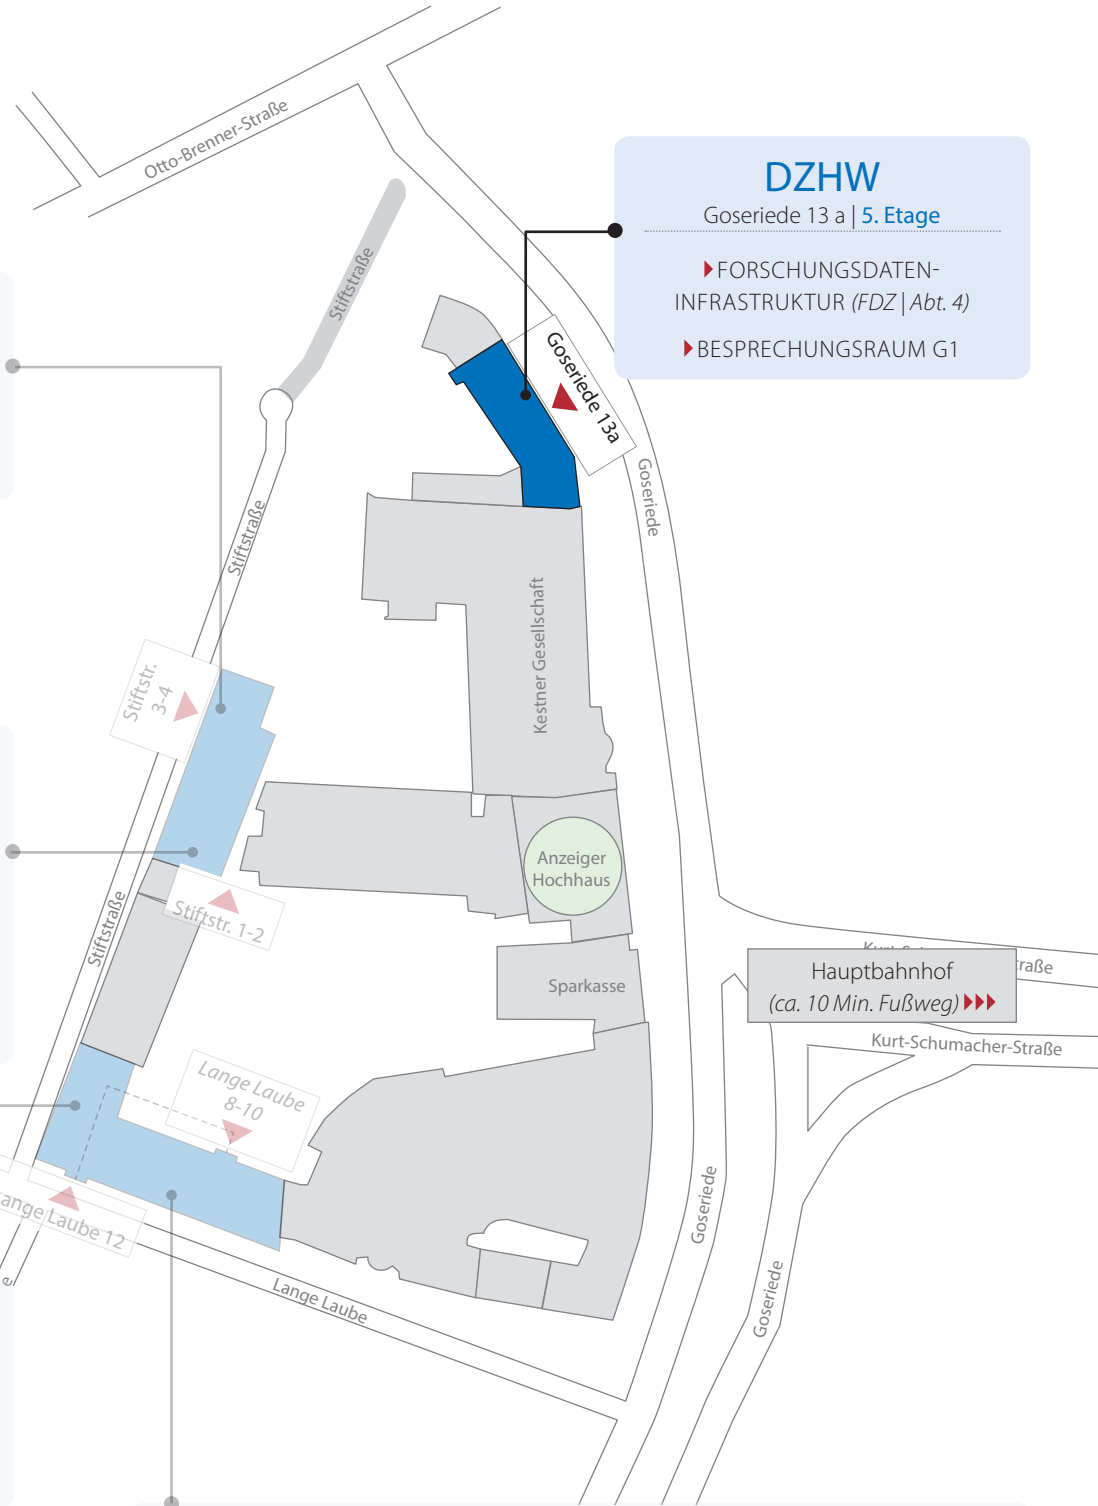 Otto-Brenner-Straße
DZHW
Goseriede 13 a | 5. Etage
FORSCHUNGSDATEN-
INFRASTRUKTUR (FDZ | Abt. 4)
BESPRECHUNGSRAUM G1
Stiftstraße
Goseriede 13a
Goseriede
Stiftstraße
Kestner Gesellschaft
Stiftstr.
3-4
Anzeiger
Hochhaus
Stiftstr. 1-2
Stiftstraße
Sparkasse
raße
Hauptbahnhof
(ca. 10 Min. Fußweg)
Kurt-Schumacher-Straße
Lange Laube
8-10
Goseriede
ange Laube 12
Lange Laube
Goseriede
e